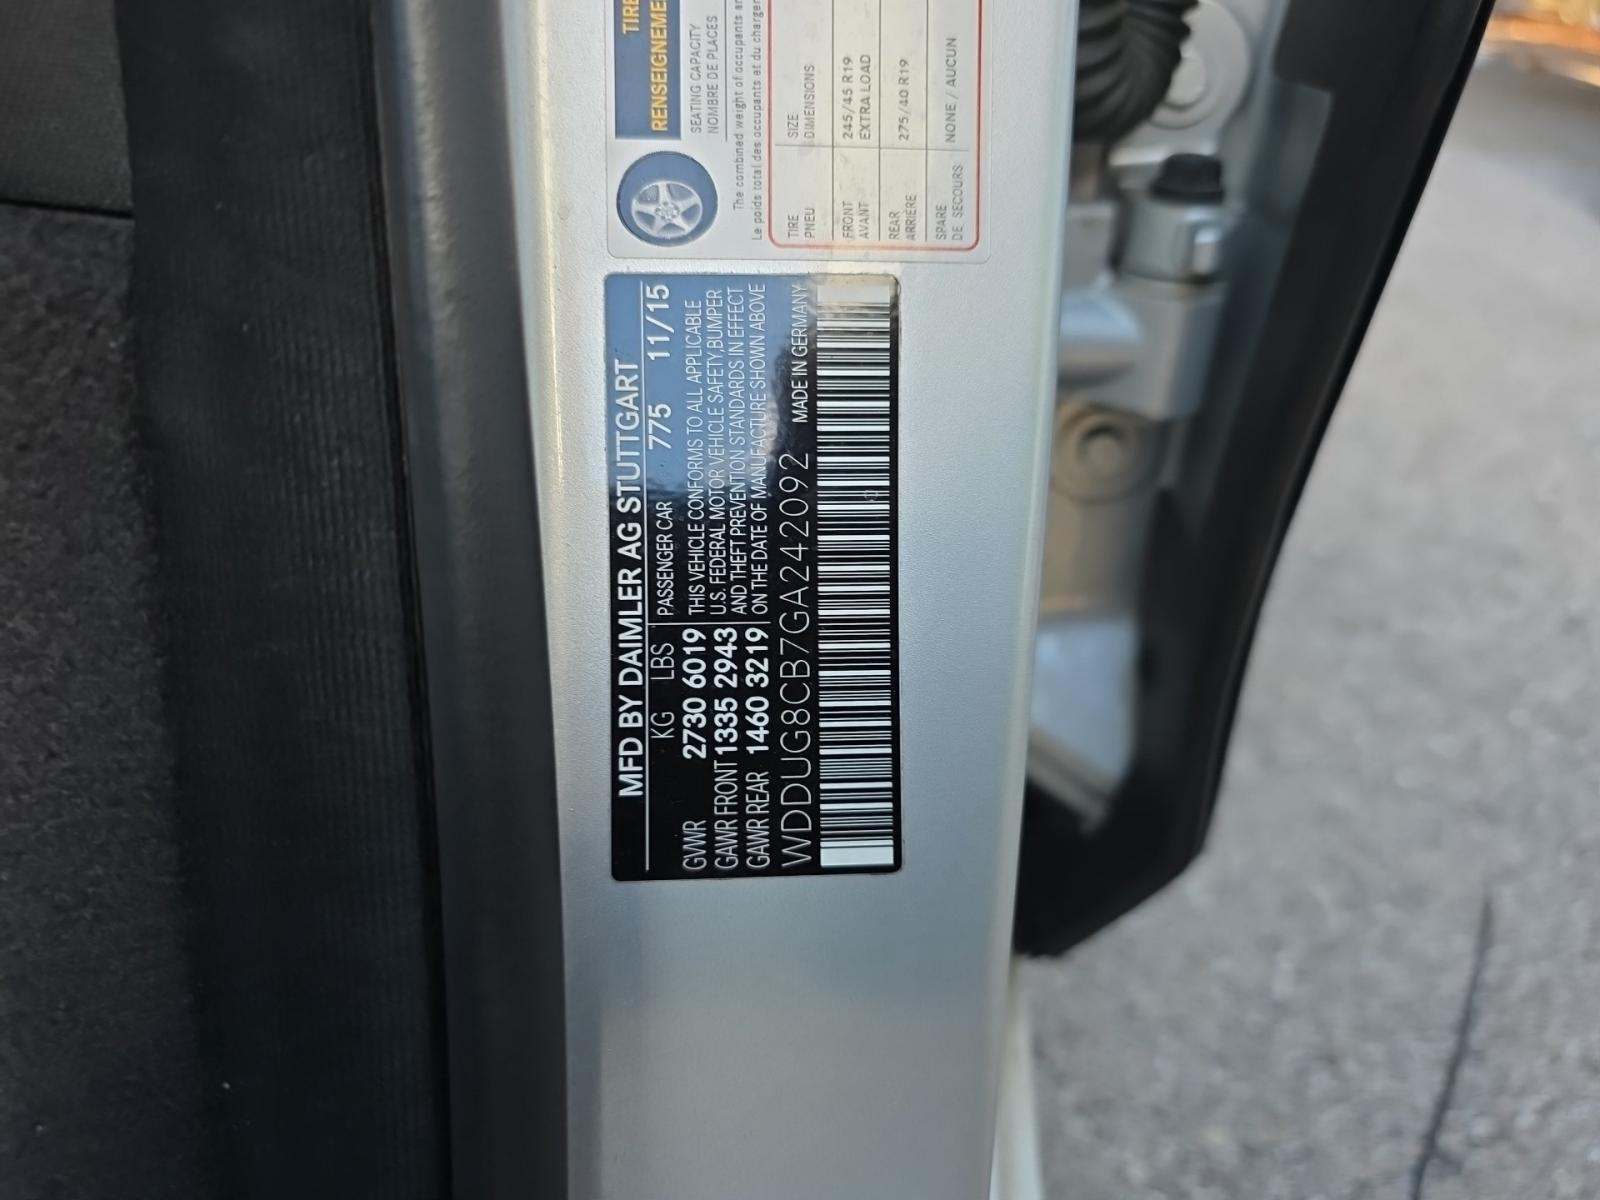 MFD BY DAIMLER AG STUTTGART
KG LBS PASSENGER CAR 775 11/15
GVWR 2730 6019 THIS VEHICLE CONFORMS TO ALL APPLICABLE
GAWR FRONT 1335 2943 U.S. FEDERAL MOTOR VEHICLE SAFETY, BUMPER
GAWR REAR 1460 3219 AND THEFT PREVENTION STANDARDS IN EFFECT
ON THE DATE OF MANUFACTURE SHOWN ABOVE
WDDUG8CB7GA242092 MADE IN GERMANY
TIRE
RENSEIGNEME
SEATING CAPACITY
NOMBRE DE PLACES
The combined weight of occupants
Le poids total des occupants et du
TIRE SIZE
PNEU DIMENSIONS
FRONT 245/45 R19
AVANT EXTRA LOAD
REAR 275/40 R19
ARRIÈRE
SPARE NONE / AUCUN
DE SECOURS